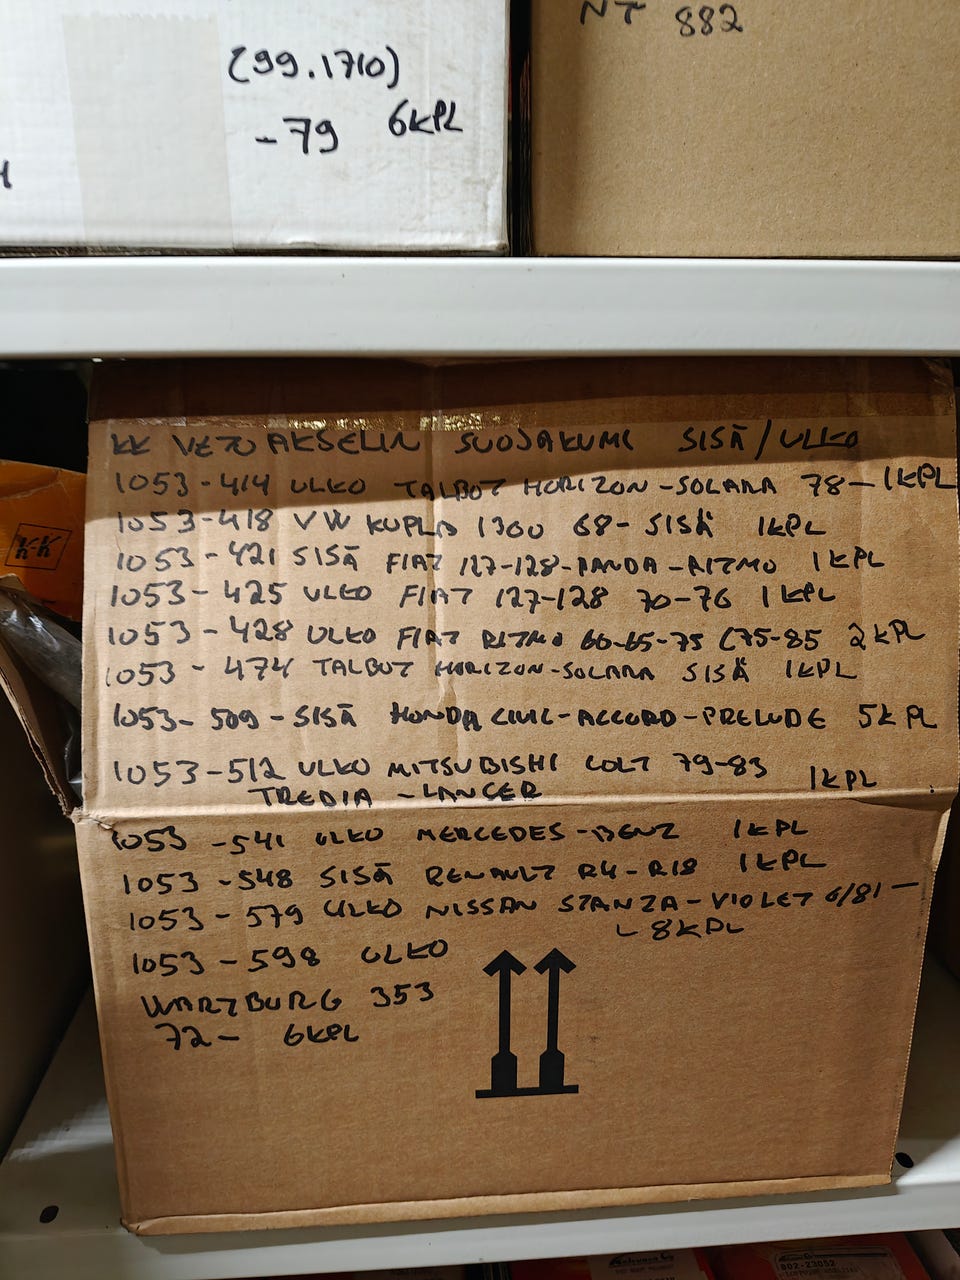 (99.1710)
-79 6KPL
NT 882
KK VETOAKSELIN SUOJAKUMI SISÄ/ULKO
1053-414 ULKO TALBOT HORIZON-SOLARA 78- 1KPL
1053-418 VW KUPLA 1300 68- SISÄ 1KPL
1053-421 SISÄ FIAT 127-128-PANDA-RITMO 1KPL
1053-425 ULKO FIAT 127-128 70-76 1KPL
1053-428 ULKO FIAT RITMO 60-65-75 (75-85 2KPL
1053-474 TALBOT HORIZON-SOLARA SISÄ 1KPL
1053-509-SISÄ HONDA CIVIC-ACCORD-PRELUDE 5KPL
1053-512 ULKO MITSUBISHI COLT 79-83 1KPL
TREDIA -LANCER
1053-541 ULKO MERCEDES-BENZ 1KPL
1053-548 SISÄ RENAULT R4-R18 1KPL
1053-579 ULKO NISSAN STANZA-VIOLET 6/81-
8KPL
1053-598 ULKO
WARTBURG 353
72- 6KPL
K-K
802-23052